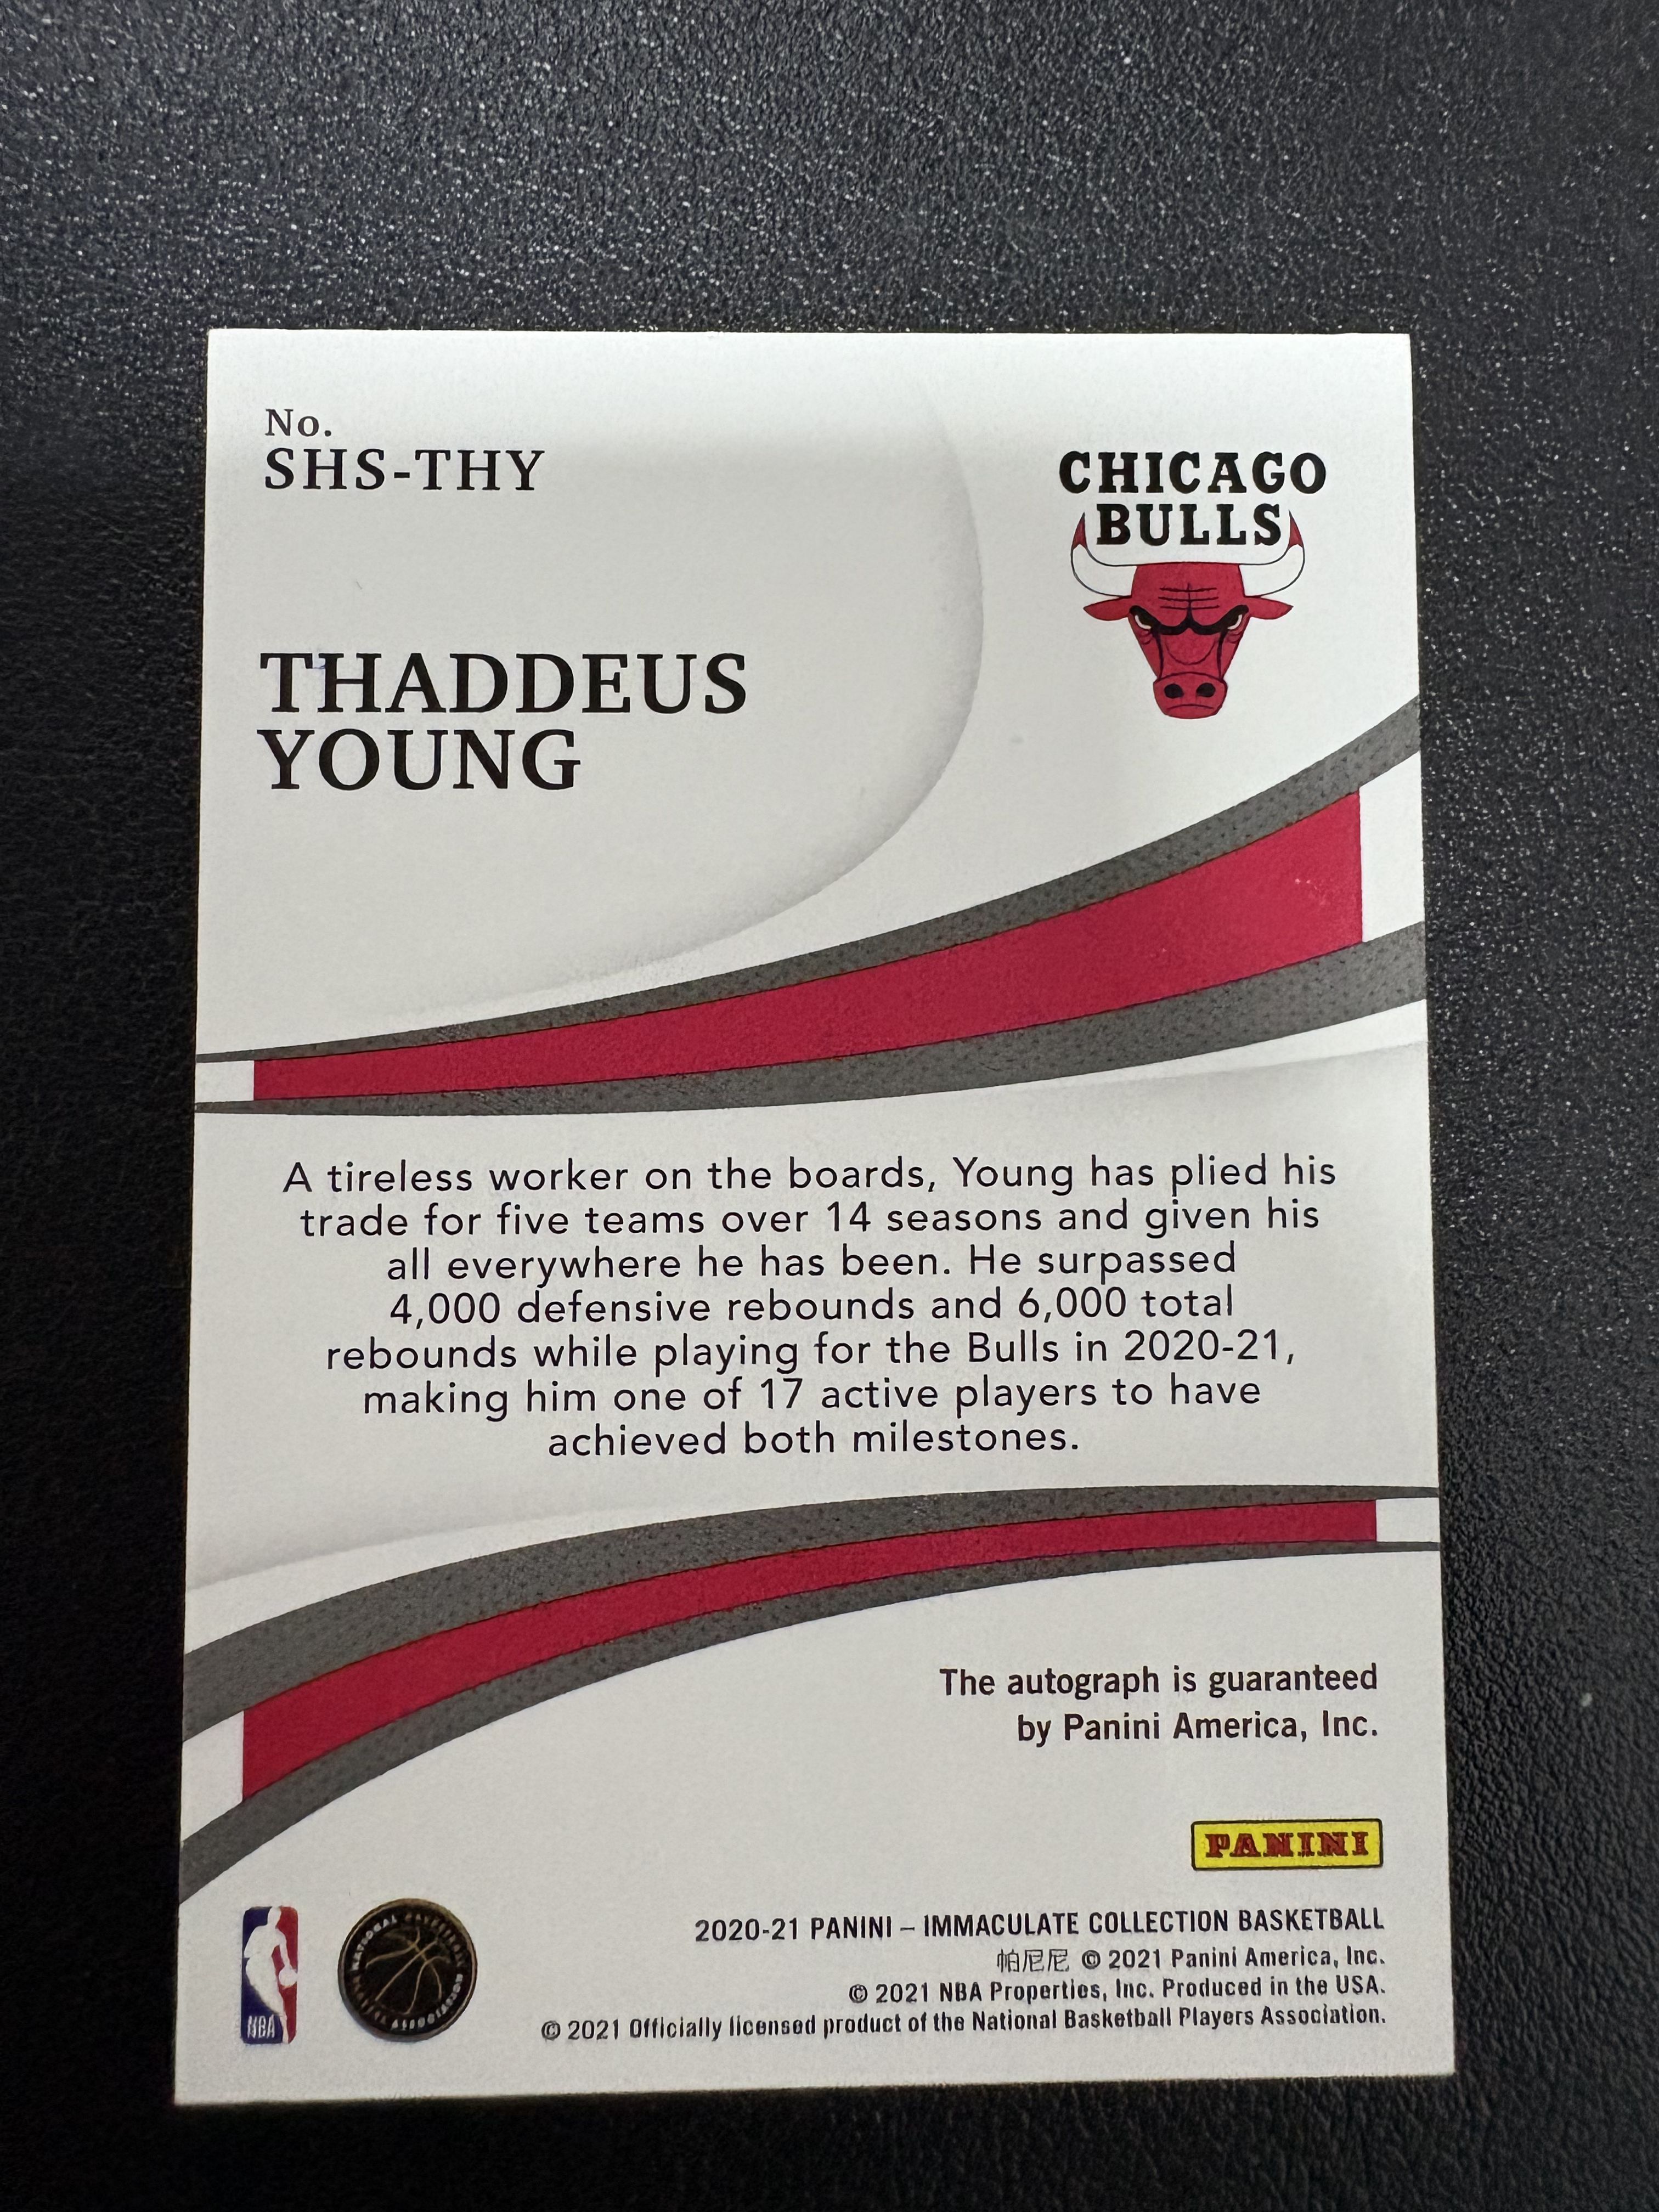 No.
SHS-THY
CHICAGO
BULLS
THADDEUS
YOUNG
A tireless worker on the boards, Young has plied his
trade for five teams over 14 seasons and given his
all everywhere he has been. He surpassed
4,000 defensive rebounds and 6,000 total
rebounds while playing for the Bulls in 2020-21,
making him one of 17 active players to have
achieved both milestones.
The autograph is guaranteed
by Panini America, Inc.
PANINI
2020-21 PANINI – IMMACULATE COLLECTION BASKETBALL
帕尼尼 © 2021 Panini America, Inc.
© 2021 NBA Properties, Inc. Produced in the USA.
© 2021 Officially licensed product of the National Basketball Players Association.
NBA
NATIONAL BASKETBALL PLAYERS ASSOCIATION